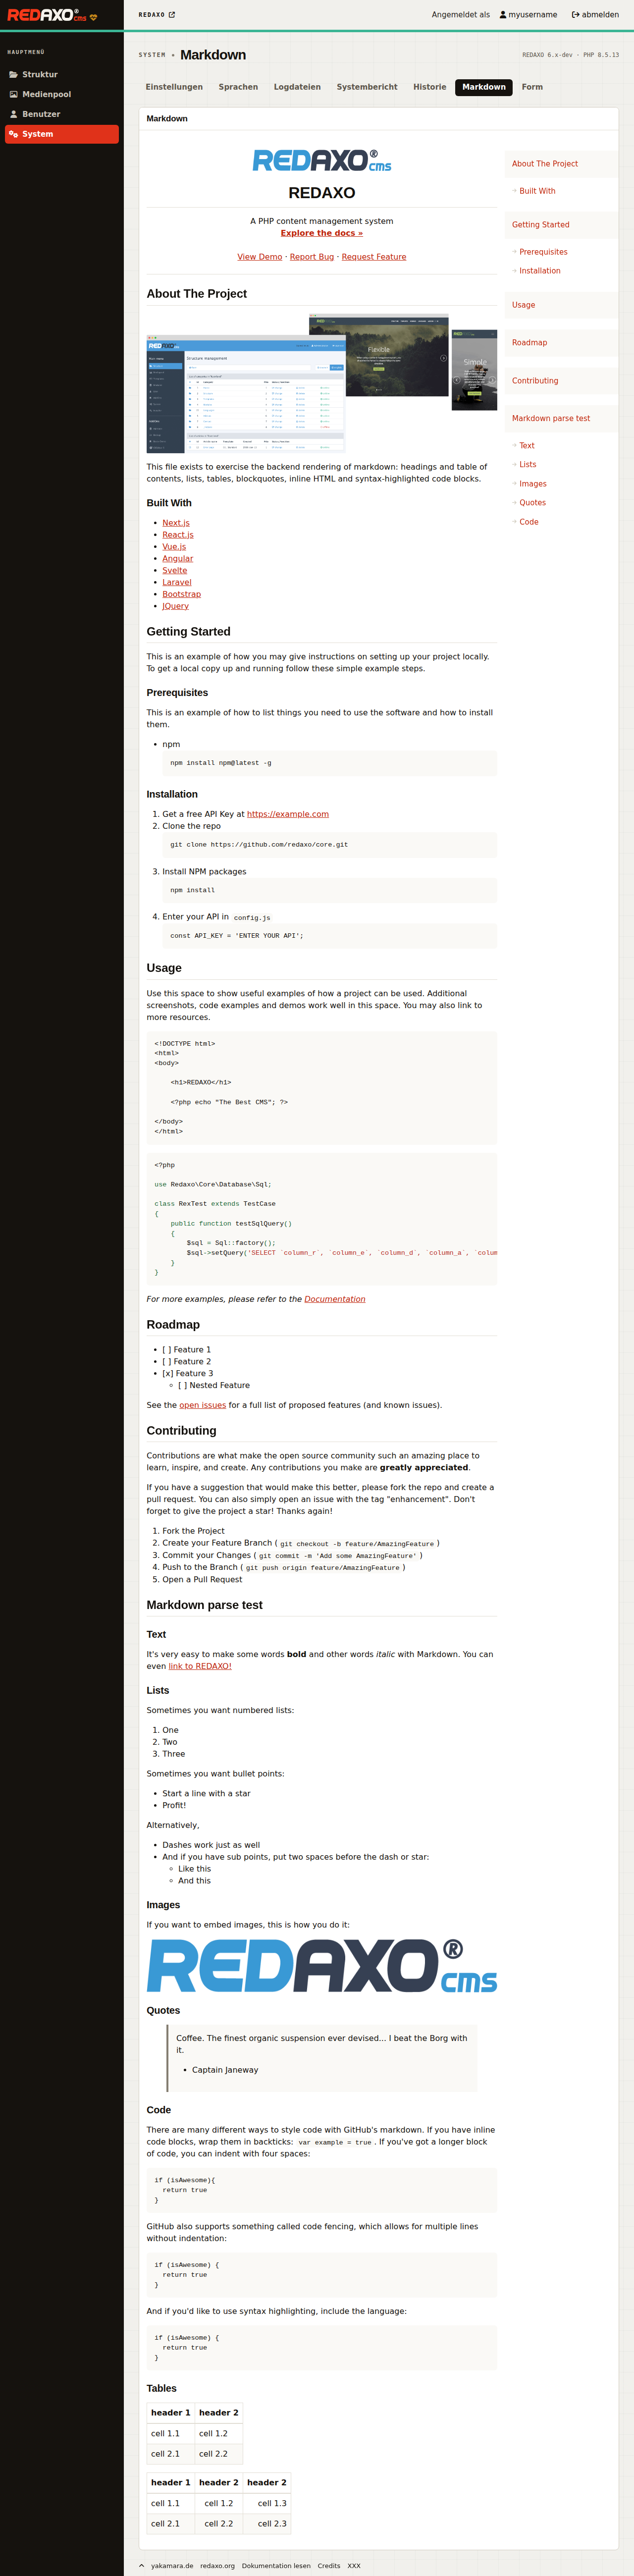 REDAXO® cms
REDAXO
Angemeldet als myusername abmelden
HAUPTMENÜ
Struktur
Medienpool
Benutzer
System
SYSTEM Markdown
REDAXO 6.x-dev · PHP 8.5.13
Einstellungen Sprachen Logdateien Systembericht Historie Markdown Form
Markdown
REDAXO® cms
REDAXO
A PHP content management system
Explore the docs »
View Demo · Report Bug · Request Feature
About The Project
REDAXO
Structure Management
Flexible
Simple
This file exists to exercise the backend rendering of markdown: headings and table of
contents, lists, tables, blockquotes, inline HTML and syntax-highlighted code blocks.
Built With
• Next.js
• React.js
• Vue.js
• Angular
• Svelte
• Laravel
• Bootstrap
• JQuery
Getting Started
This is an example of how you may give instructions on setting up your project locally.
To get a local copy up and running follow these simple example steps.
Prerequisites
This is an example of how to list things you need to use the software and how to install
them.
• npm
npm install npm@latest -g
Installation
1. Get a free API Key at https://example.com
2. Clone the repo
git clone https://github.com/redaxo/core.git
3. Install NPM packages
npm install
4. Enter your API in config.js
const API_KEY = 'ENTER YOUR API';
Usage
Use this space to show useful examples of how a project can be used. Additional
screenshots, code examples and demos work well in this space. You may also link to
more resources.
<!DOCTYPE html>
<html>
<body>
<h1>REDAXO</h1>
<?php echo "The Best CMS"; ?>
</body>
</html>
<?php
use Redaxo\Core\Database\Sql;
class RexTest extends TestCase
{
public function testSqlQuery()
{
$sql = Sql::factory();
$sql->setQuery('SELECT `column_r`, `column_e`, `column_d`, `column_a`, `colum
}
}
For more examples, please refer to the Documentation
Roadmap
• [ ] Feature 1
• [ ] Feature 2
• [x] Feature 3
◦ [ ] Nested Feature
See the open issues for a full list of proposed features (and known issues).
Contributing
Contributions are what make the open source community such an amazing place to
learn, inspire, and create. Any contributions you make are greatly appreciated.
If you have a suggestion that would make this better, please fork the repo and create a
pull request. You can also simply open an issue with the tag "enhancement". Don't
forget to give the project a star! Thanks again!
1. Fork the Project
2. Create your Feature Branch ( git checkout -b feature/AmazingFeature )
3. Commit your Changes ( git commit -m 'Add some AmazingFeature' )
4. Push to the Branch ( git push origin feature/AmazingFeature )
5. Open a Pull Request
Markdown parse test
Text
It's very easy to make some words bold and other words italic with Markdown. You can
even link to REDAXO!
Lists
Sometimes you want numbered lists:
1. One
2. Two
3. Three
Sometimes you want bullet points:
• Start a line with a star
• Profit!
Alternatively,
• Dashes work just as well
• And if you have sub points, put two spaces before the dash or star:
◦ Like this
◦ And this
Images
If you want to embed images, this is how you do it:
REDAXO® cms
Quotes
Coffee. The finest organic suspension ever devised... I beat the Borg with
it.
• Captain Janeway
Code
There are many different ways to style code with GitHub's markdown. If you have inline
code blocks, wrap them in backticks: var example = true . If you've got a longer block
of code, you can indent with four spaces:
if (isAwesome){
return true
}
GitHub also supports something called code fencing, which allows for multiple lines
without indentation:
if (isAwesome) {
return true
}
And if you'd like to use syntax highlighting, include the language:
if (isAwesome) {
return true
}
Tables
header 1 header 2
cell 1.1 cell 1.2
cell 2.1 cell 2.2
header 1 header 2 header 2
cell 1.1 cell 1.2 cell 1.3
cell 2.1 cell 2.2 cell 2.3
About The Project
Built With
Getting Started
Prerequisites
Installation
Usage
Roadmap
Contributing
Markdown parse test
Text
Lists
Images
Quotes
Code
yakamara.de redaxo.org Dokumentation lesen Credits XXX